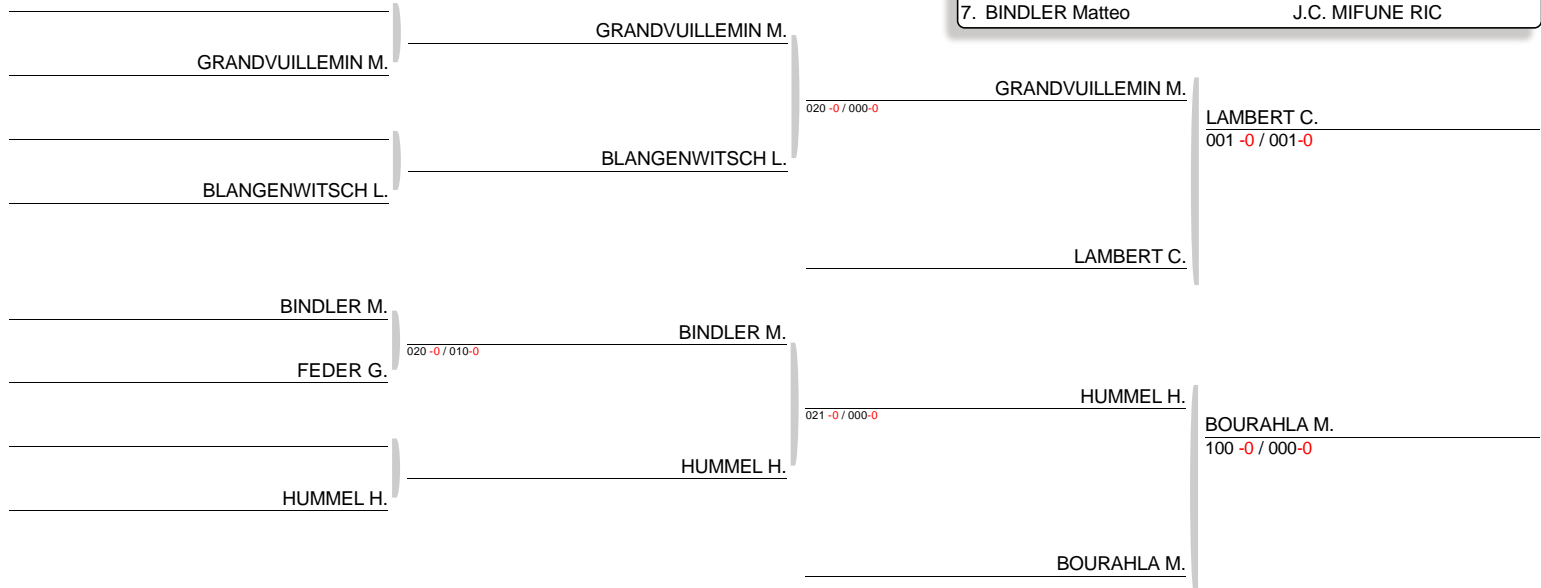 7. BINDLER Matteo J.C. MIFUNE RIC
GRANDVUILLEMIN M.
GRANDVUILLEMIN M.
GRANDVUILLEMIN M.
020 -0 / 000-0
LAMBERT C.
001 -0 / 001-0
BLANGENWITSCH L.
BLANGENWITSCH L.
LAMBERT C.
BINDLER M.
BINDLER M.
020 -0 / 010-0
FEDER G.
HUMMEL H.
021 -0 / 000-0
BOURAHLA M.
100 -0 / 000-0
HUMMEL H.
HUMMEL H.
BOURAHLA M.